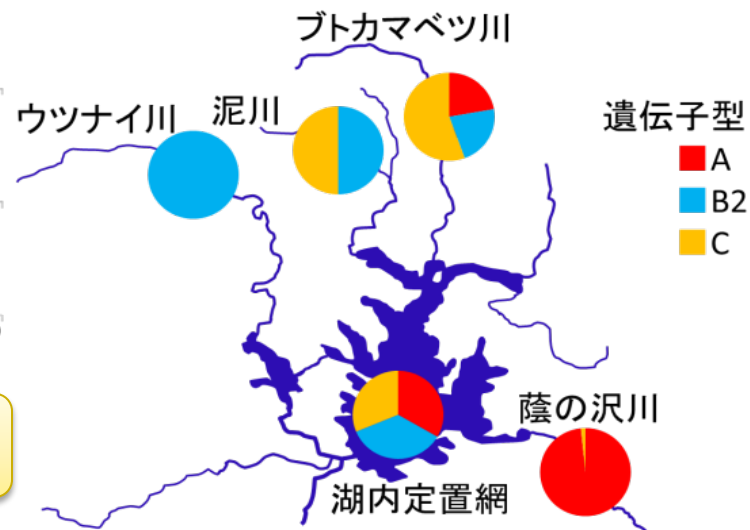 ブトカマベツ川
ウツナイ川
泥川
遺伝子型
A
B2
C
蔭の沢川
湖内定置網